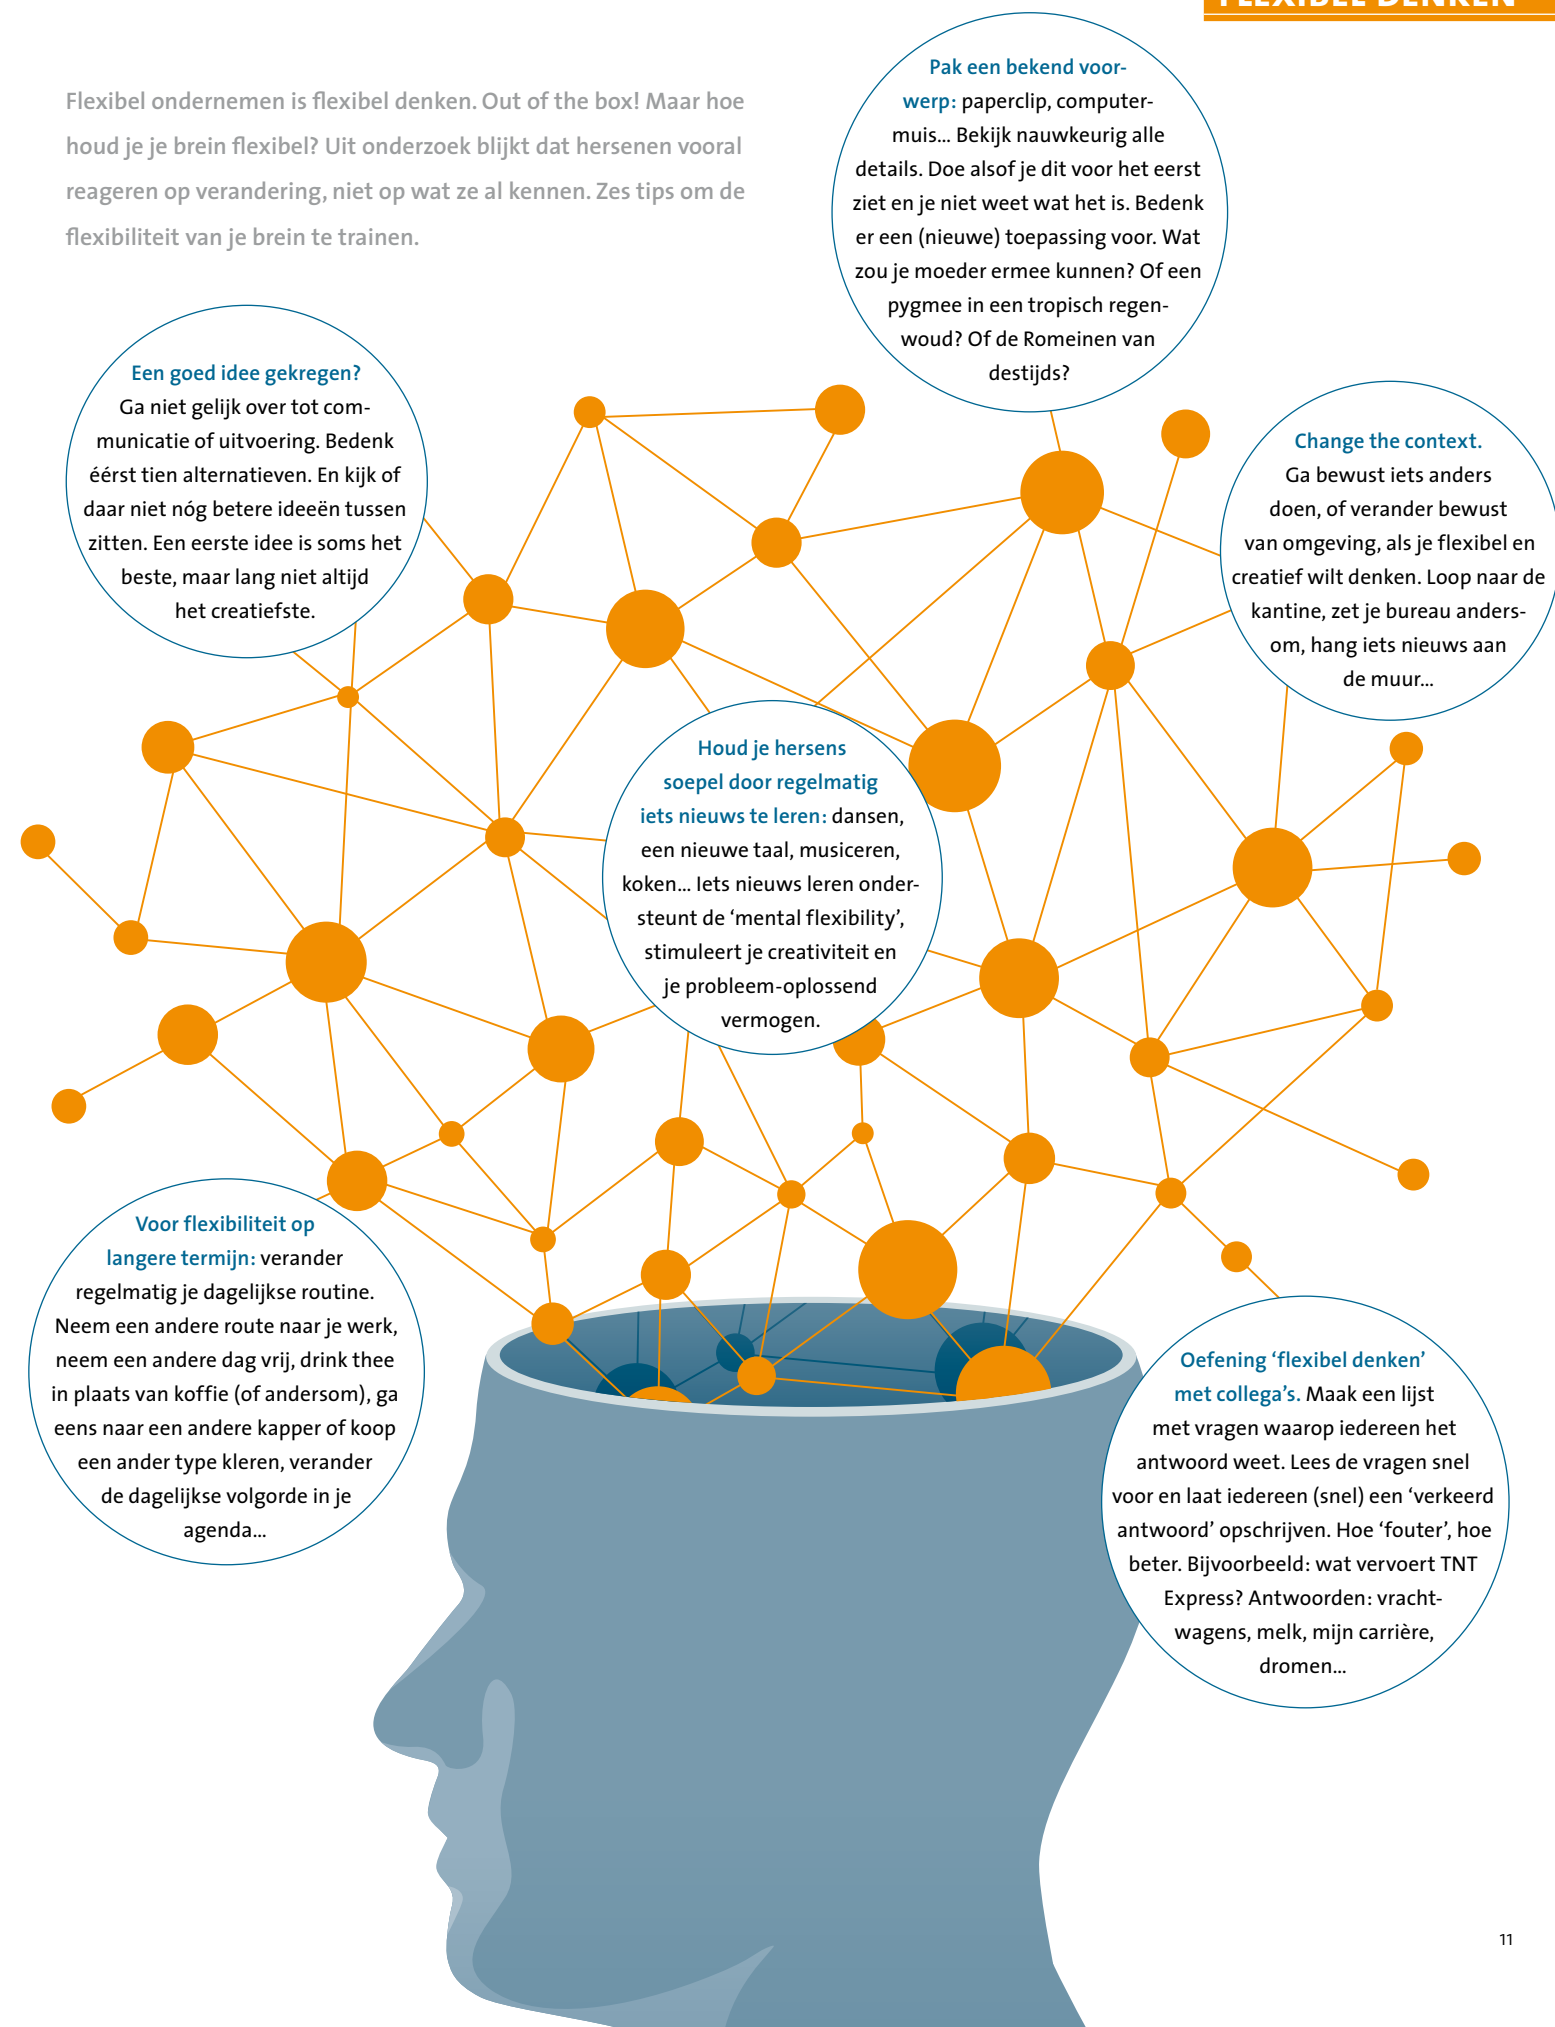 FLEXIBEL DENKEN
Flexibel ondernemen is flexibel denken. Out of the box! Maar hoe
houd je je brein flexibel? Uit onderzoek blijkt dat hersenen vooral
reageren op verandering, niet op wat ze al kennen. Zes tips om de
flexibiliteit van je brein te trainen.
Pak een bekend voor-
werp: paperclip, computer-
muis... Bekijk nauwkeurig alle
details. Doe alsof je dit voor het eerst
ziet en je niet weet wat het is. Bedenk
er een (nieuwe) toepassing voor. Wat
zou je moeder ermee kunnen? Of een
pygmee in een tropisch regen-
woud? Of de Romeinen van
destijds?
Een goed idee gekregen?
Ga niet gelijk over tot com-
municatie of uitvoering. Bedenk
éérst tien alternatieven. En kijk of
daar niet nóg betere ideeën tussen
zitten. Een eerste idee is soms het
beste, maar lang niet altijd
het creatiefste.
Change the context.
Ga bewust iets anders
doen, of verander bewust
van omgeving, als je flexibel en
creatief wilt denken. Loop naar de
kantine, zet je bureau anders-
om, hang iets nieuws aan
de muur...
Houd je hersens
soepel door regelmatig
iets nieuws te leren: dansen,
een nieuwe taal, musiceren,
koken... Iets nieuws leren onder-
steunt de ‘mental flexibility’,
stimuleert je creativiteit en
je probleem-oplossend
vermogen.
Voor flexibiliteit op
langere termijn: verander
regelmatig je dagelijkse routine.
Neem een andere route naar je werk,
neem een andere dag vrij, drink thee
in plaats van koffie (of andersom), ga
eens naar een andere kapper of koop
een ander type kleren, verander
de dagelijkse volgorde in je
agenda...
Oefening ‘flexibel denken’
met collega’s. Maak een lijst
met vragen waarop iedereen het
antwoord weet. Lees de vragen snel
voor en laat iedereen (snel) een ‘verkeerd
antwoord’ opschrijven. Hoe ‘fouter’, hoe
beter. Bijvoorbeeld: wat vervoert TNT
Express? Antwoorden: vracht-
wagens, melk, mijn carrière,
dromen...
11